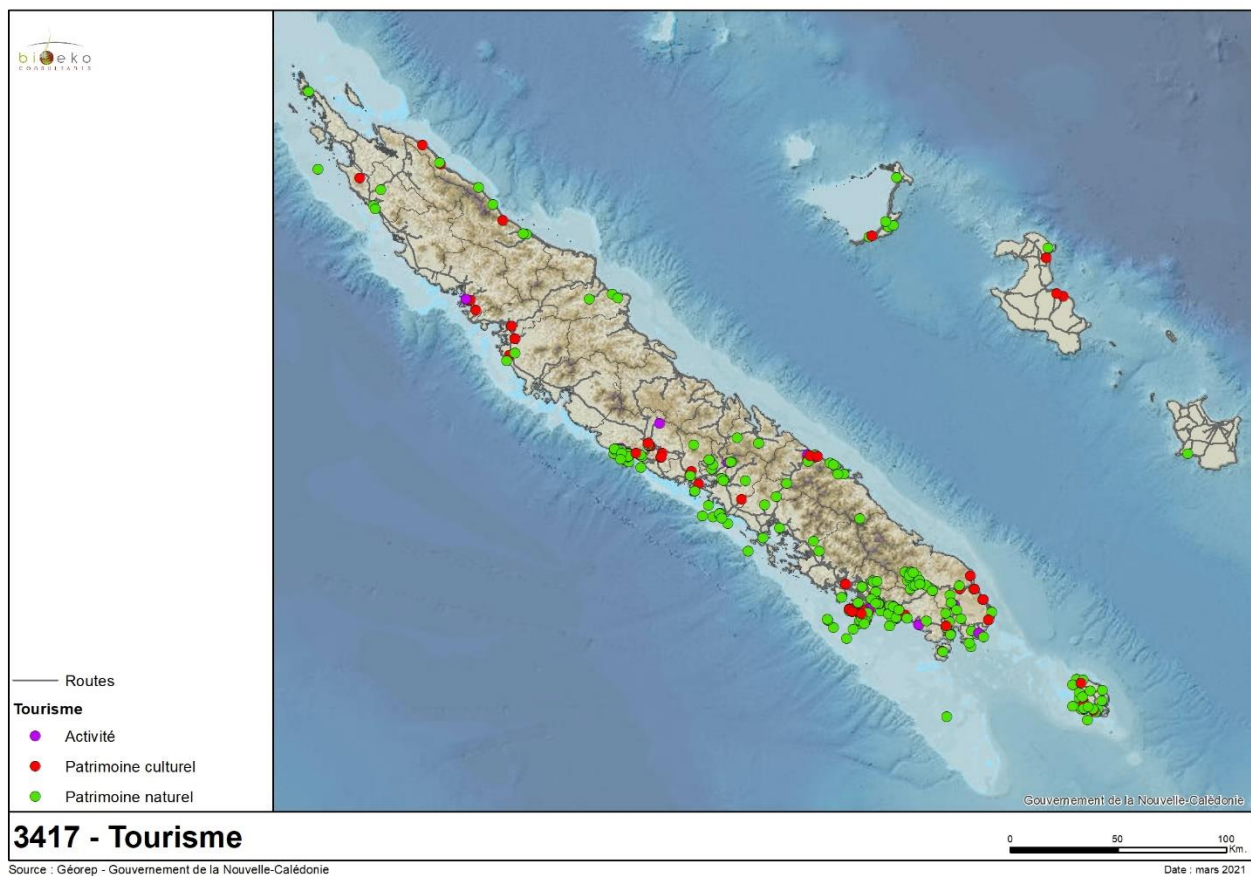 bioeko
CONSULTANTS
Routes
Tourisme
Activité
Patrimoine culturel
Patrimoine naturel
Gouvernement de la Nouvelle-Calédonie
3417 - Tourisme
0 50 100
Km.
Source : Géorep - Gouvernement de la Nouvelle-Calédonie
Date : mars 2021